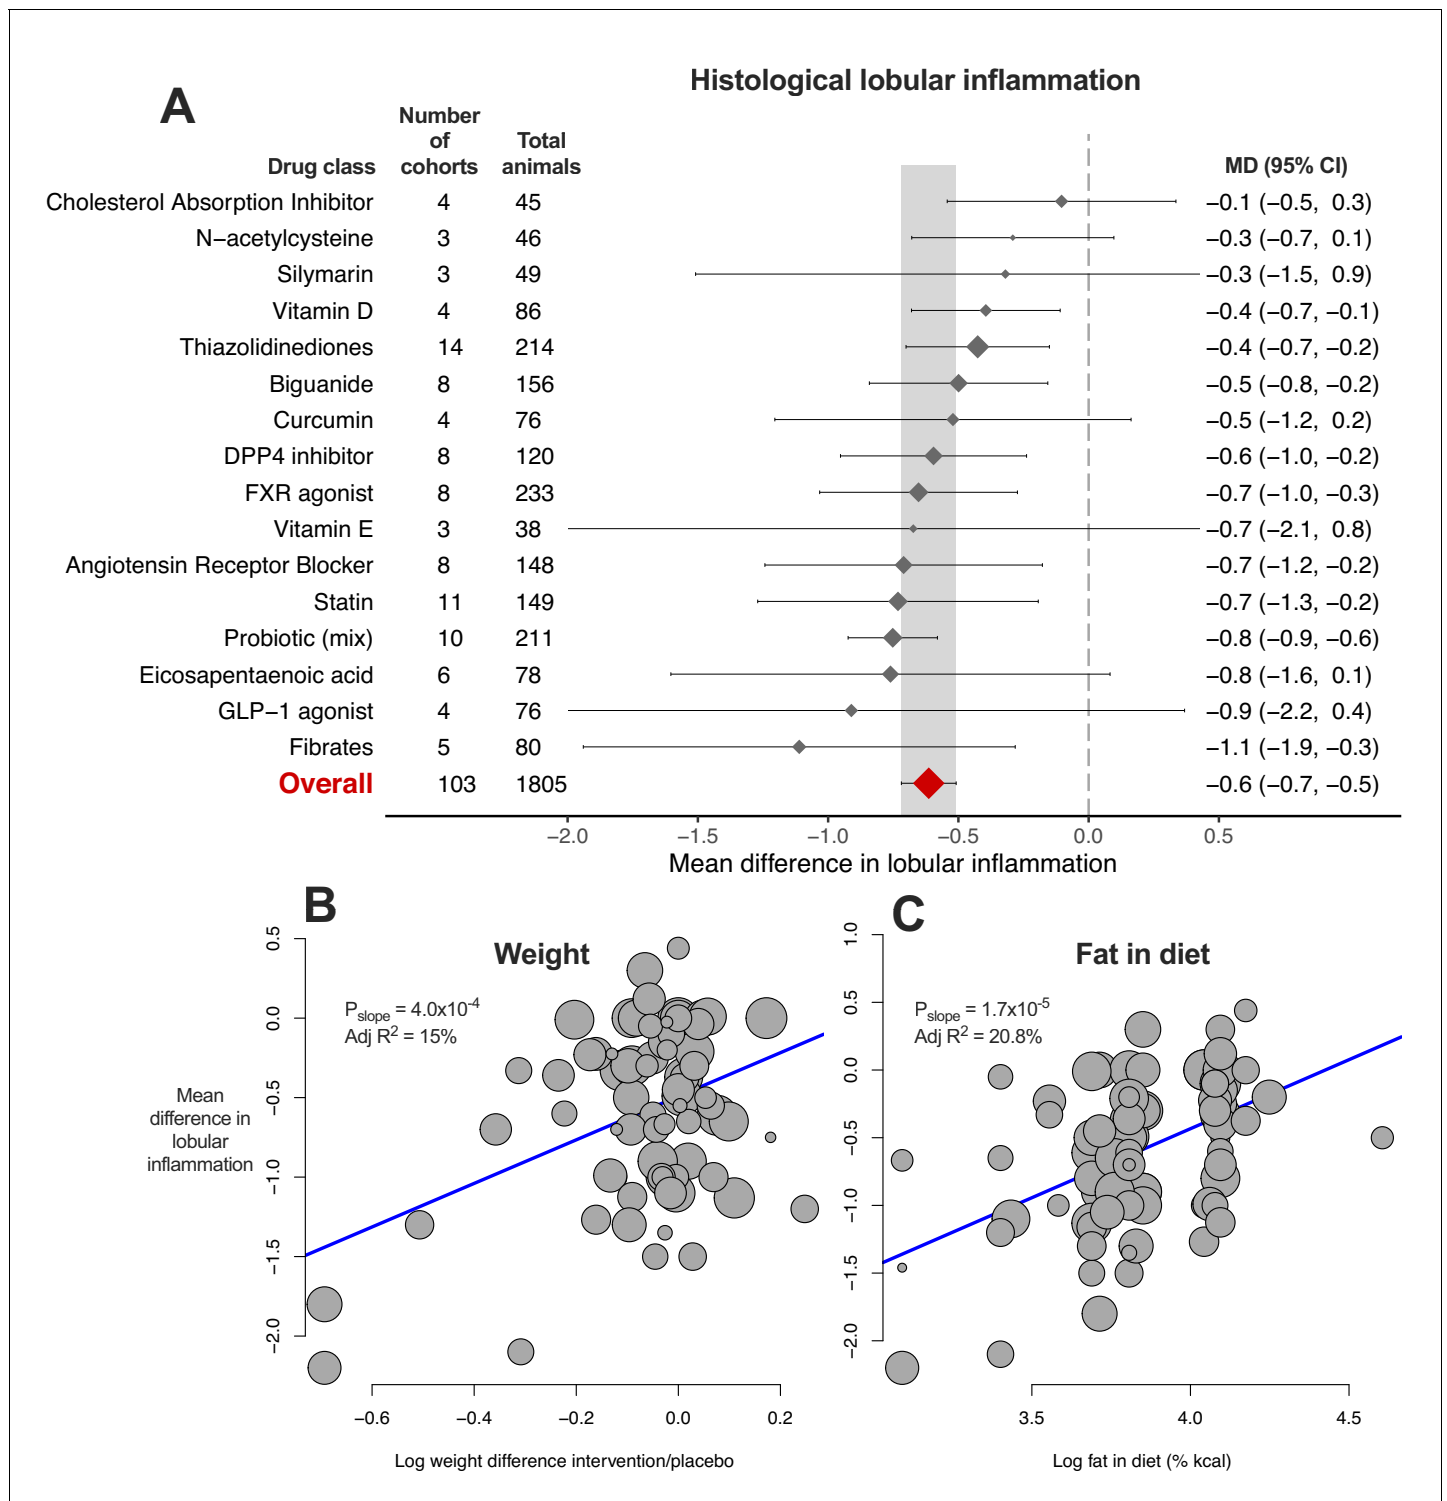 Histological lobular inflammation
A
Drug class
Number of cohorts
Total animals
MD (95% CI)
Cholesterol Absorption Inhibitor 4 45 −0.1 (−0.5, 0.3)
N−acetylcysteine 3 46 −0.3 (−0.7, 0.1)
Silymarin 3 49 −0.3 (−1.5, 0.9)
Vitamin D 4 86 −0.4 (−0.7, −0.1)
Thiazolidinediones 14 214 −0.4 (−0.7, −0.2)
Biguanide 8 156 −0.5 (−0.8, −0.2)
Curcumin 4 76 −0.5 (−1.2, 0.2)
DPP4 inhibitor 8 120 −0.6 (−1.0, −0.2)
FXR agonist 8 233 −0.7 (−1.0, −0.3)
Vitamin E 3 38 −0.7 (−2.1, 0.8)
Angiotensin Receptor Blocker 8 148 −0.7 (−1.2, −0.2)
Statin 11 149 −0.7 (−1.3, −0.2)
Probiotic (mix) 10 211 −0.8 (−0.9, −0.6)
Eicosapentaenoic acid 6 78 −0.8 (−1.6, 0.1)
GLP−1 agonist 4 76 −0.9 (−2.2, 0.4)
Fibrates 5 80 −1.1 (−1.9, −0.3)
Overall 103 1805 −0.6 (−0.7, −0.5)
−2.0 −1.5 −1.0 −0.5 0.0 0.5
Mean difference in lobular inflammation
B
Weight
P slope = 4.0x10-4
Adj R2 = 15%
Mean
difference in
lobular
inflammation
0.5
0.0
−0.5
−1.0
−1.5
−2.0
−0.6 −0.4 −0.2 0.0 0.2
Log weight difference intervention/placebo
C
Fat in diet
P slope = 1.7x10-5
Adj R2 = 20.8%
1.0
0.5
0.0
−0.5
−1.0
−1.5
−2.0
3.5 4.0 4.5
Log fat in diet (% kcal)